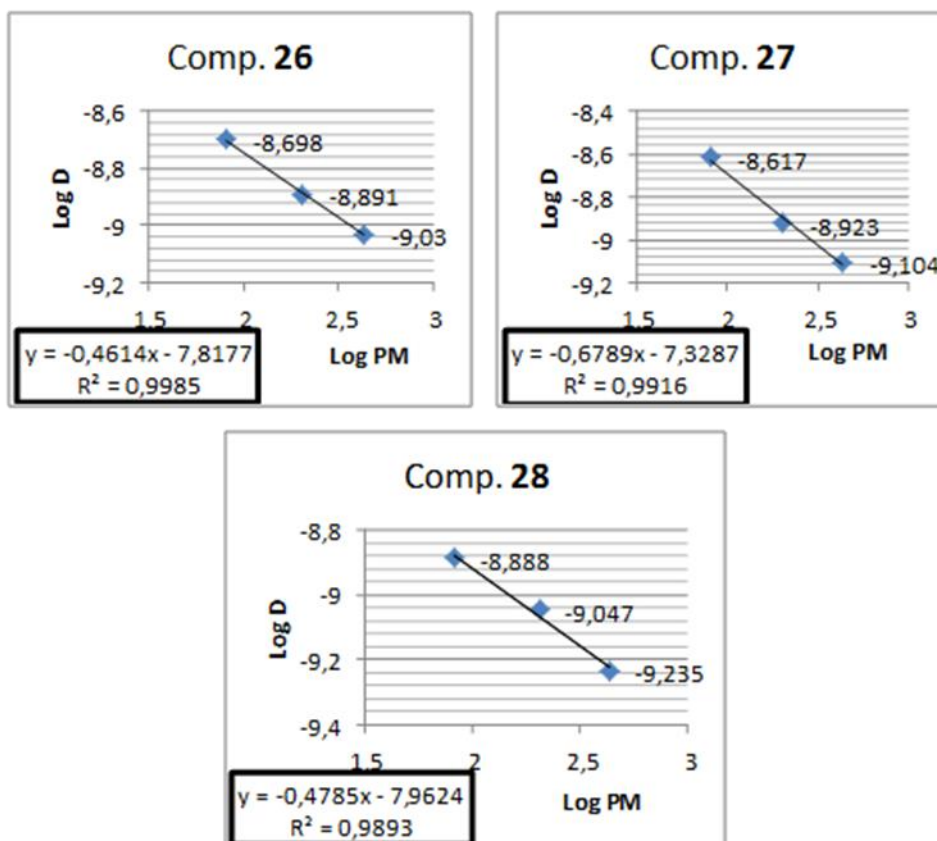 Comp. 26
-8,6
-8,8
-9
-9,2
Log D
-8,698
-8,891
-9,03
1,5
2
2,5
3
Log PM
y = -0,4614x - 7,8177
R² = 0,9985
Comp. 27
-8,4
-8,6
-8,8
-9
-9,2
Log D
-8,617
-8,923
-9,104
1,5
2
2,5
3
Log PM
y = -0,6789x - 7,3287
R² = 0,9916
Comp. 28
-8,8
-9
-9,2
-9,4
Log D
-8,888
-9,047
-9,235
1,5
2
2,5
3
Log PM
y = -0,4785x - 7,9624
R² = 0,9893